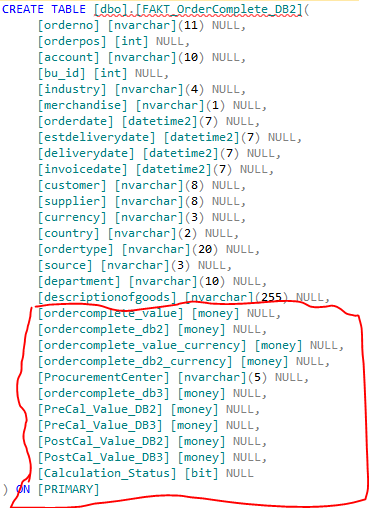 CREATE TABLE [dbo].[FAKT_OrderComplete_DB2](
[orderno] [nvarchar](11) NULL,
[orderpos] [int] NULL,
[account] [nvarchar](10) NULL,
[bu_id] [int] NULL,
[industry] [nvarchar](4) NULL,
[merchandise] [nvarchar](1) NULL,
[orderdate] [datetime2](7) NULL,
[estdeliverydate] [datetime2](7) NULL,
[deliverydate] [datetime2](7) NULL,
[invoicedate] [datetime2](7) NULL,
[customer] [nvarchar](8) NULL,
[supplier] [nvarchar](8) NULL,
[currency] [nvarchar](3) NULL,
[country] [nvarchar](2) NULL,
[ordertype] [nvarchar](20) NULL,
[source] [nvarchar](3) NULL,
[department] [nvarchar](10) NULL,
[descriptionofgoods] [nvarchar](255) NULL,
[ordercomplete_value] [money] NULL,
[ordercomplete_db2] [money] NULL,
[ordercomplete_value_currency] [money] NULL,
[ordercomplete_db2_currency] [money] NULL,
[ProcurementCenter] [nvarchar](5) NULL,
[ordercomplete_db3] [money] NULL,
[PreCal_Value_DB2] [money] NULL,
[PreCal_Value_DB3] [money] NULL,
[PostCal_Value_DB2] [money] NULL,
[PostCal_Value_DB3] [money] NULL,
[Calculation_Status] [bit] NULL
) ON [PRIMARY]